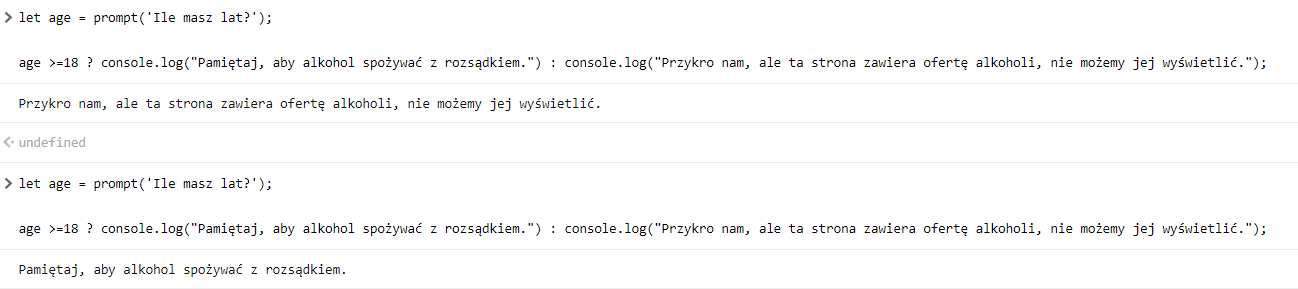 > let age = prompt('Ile masz lat?');
age >=18 ? console.log("Pamiętaj, aby alkohol spożywać z rozsądkiem.") : console.log("Przykro nam, ale ta strona zawiera ofertę alkoholi, nie możemy jej wyświetlić.");
Przykro nam, ale ta strona zawiera ofertę alkoholi, nie możemy jej wyświetlić.
undefined
> let age = prompt('Ile masz lat?');
age >=18 ? console.log("Pamiętaj, aby alkohol spożywać z rozsądkiem.") : console.log("Przykro nam, ale ta strona zawiera ofertę alkoholi, nie możemy jej wyświetlić.");
Pamiętaj, aby alkohol spożywać z rozsądkiem.